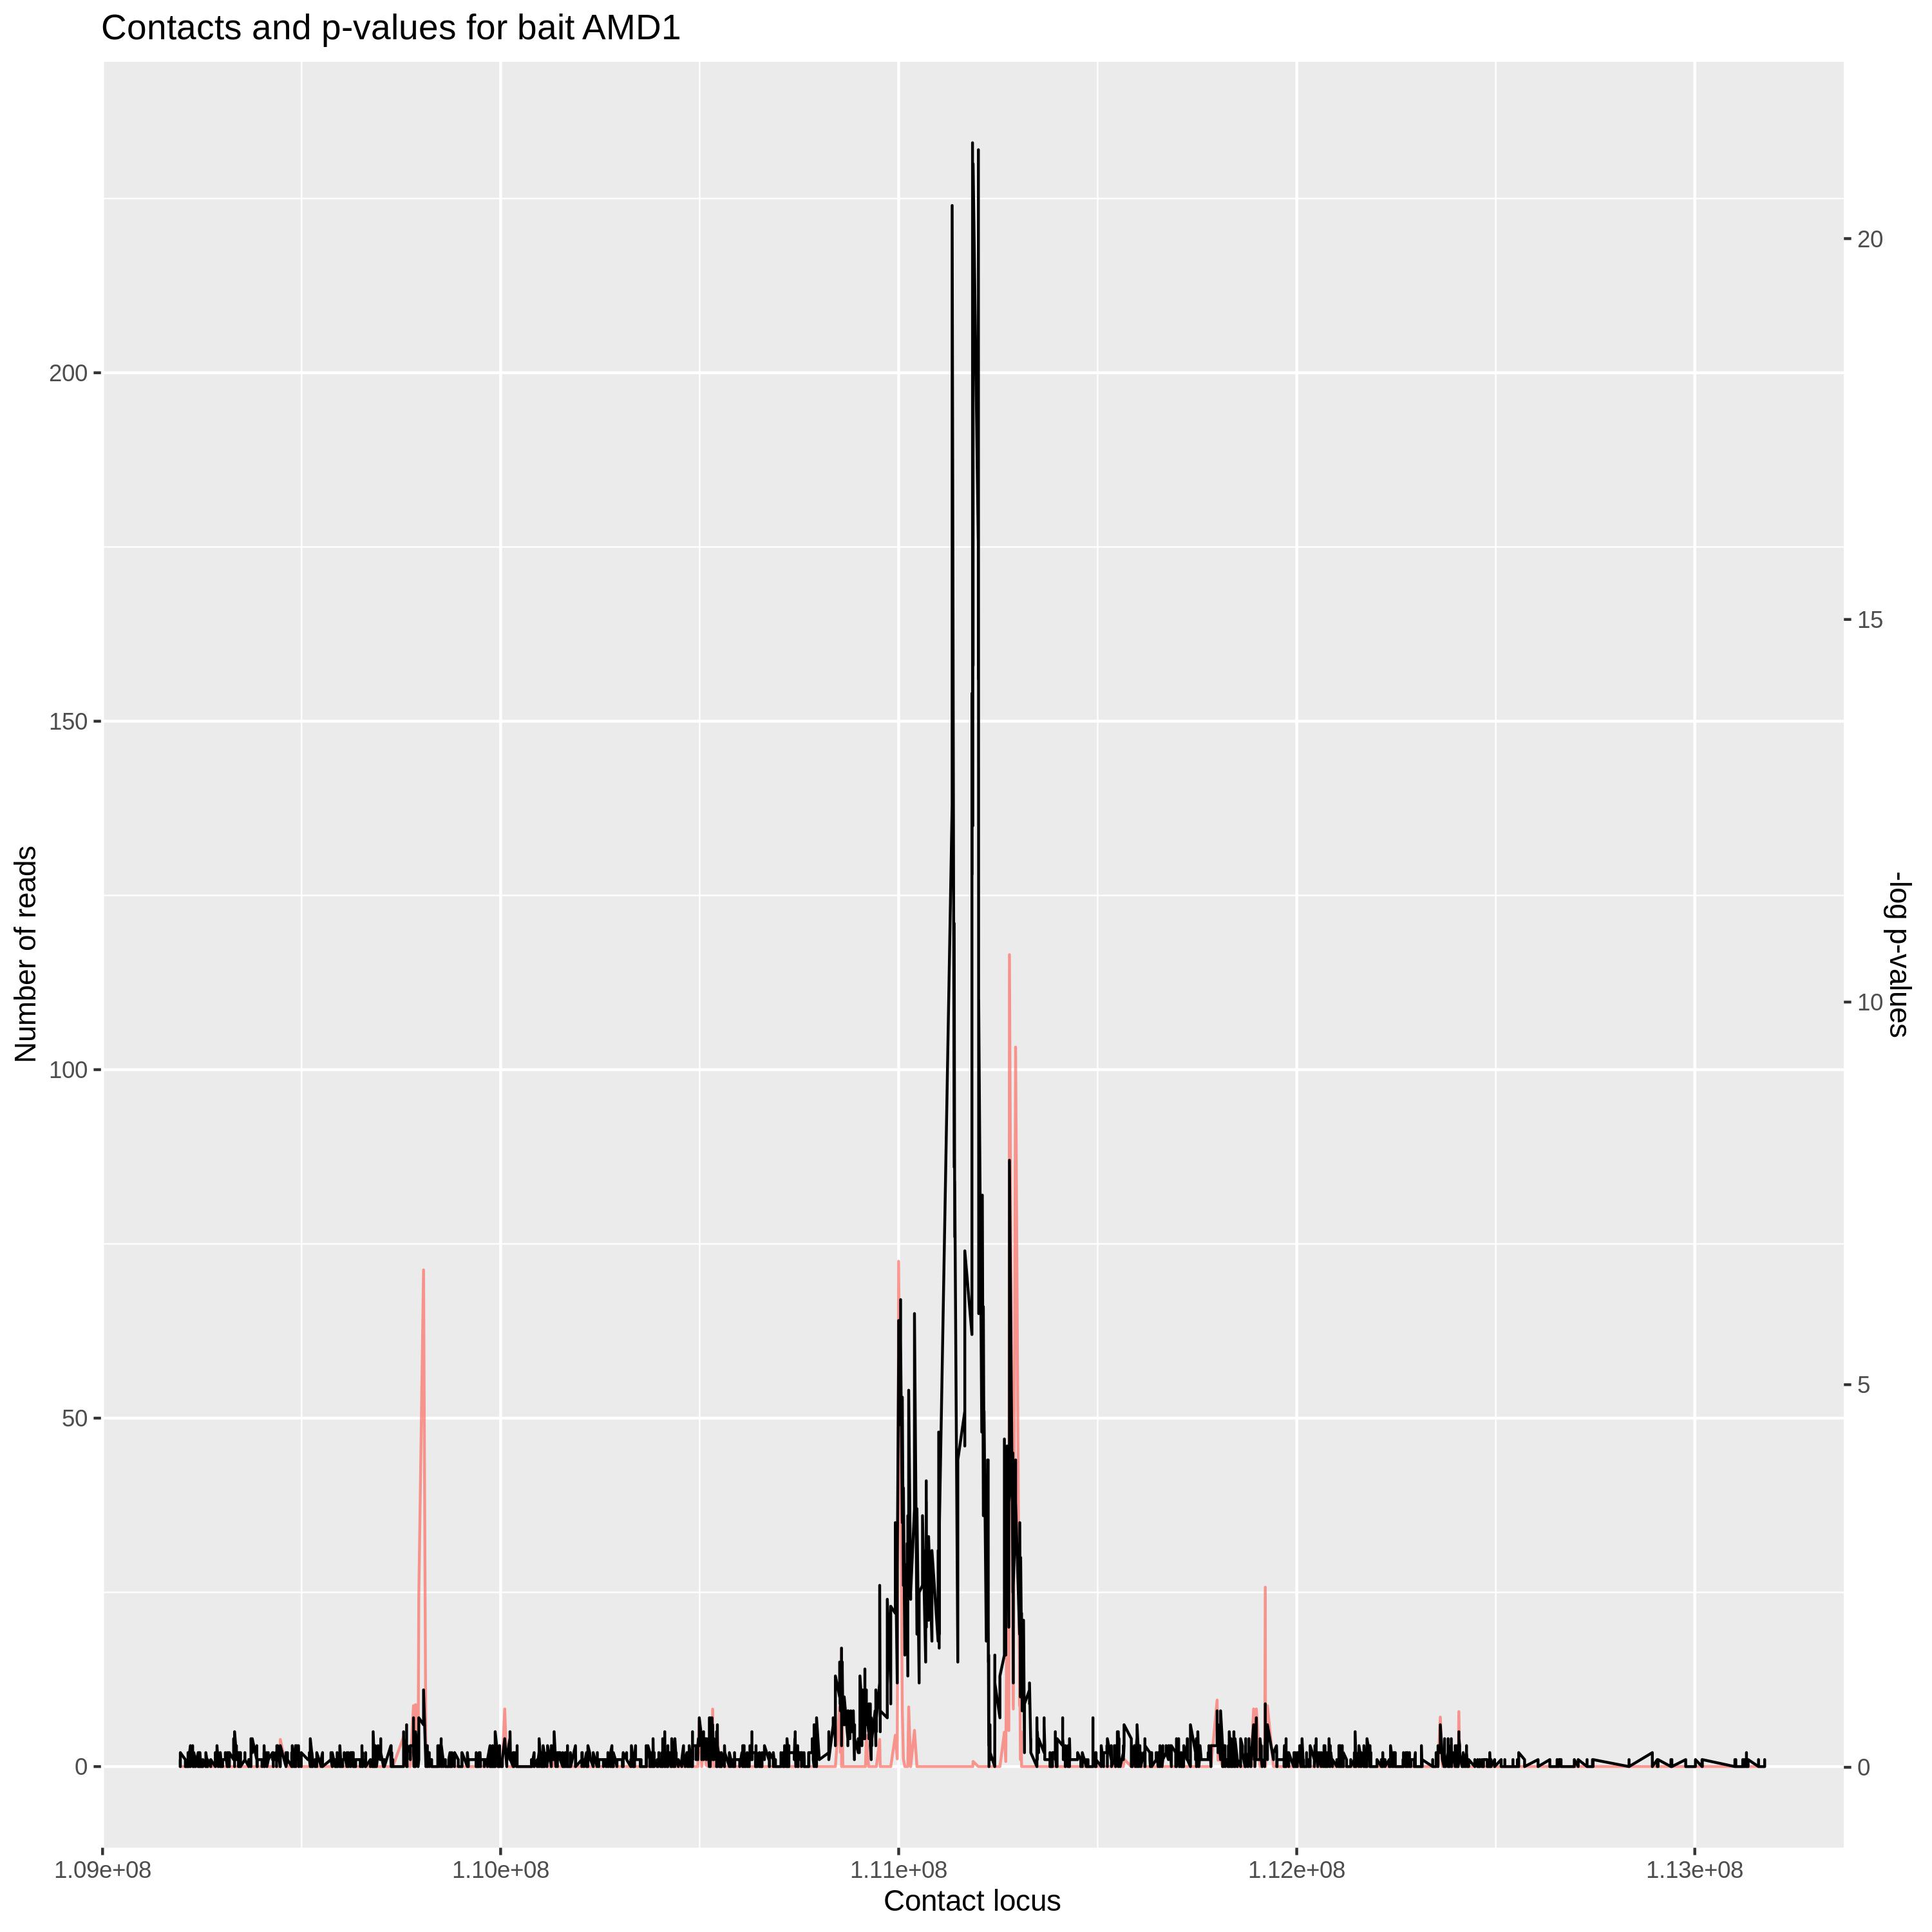 Contacts and p-values for bait AMD1
Number of reads
200
150
100
50
0
20
15
10
5
0
-log p-values
1.09e+08
1.10e+08
1.11e+08
1.12e+08
1.13e+08
Contact locus